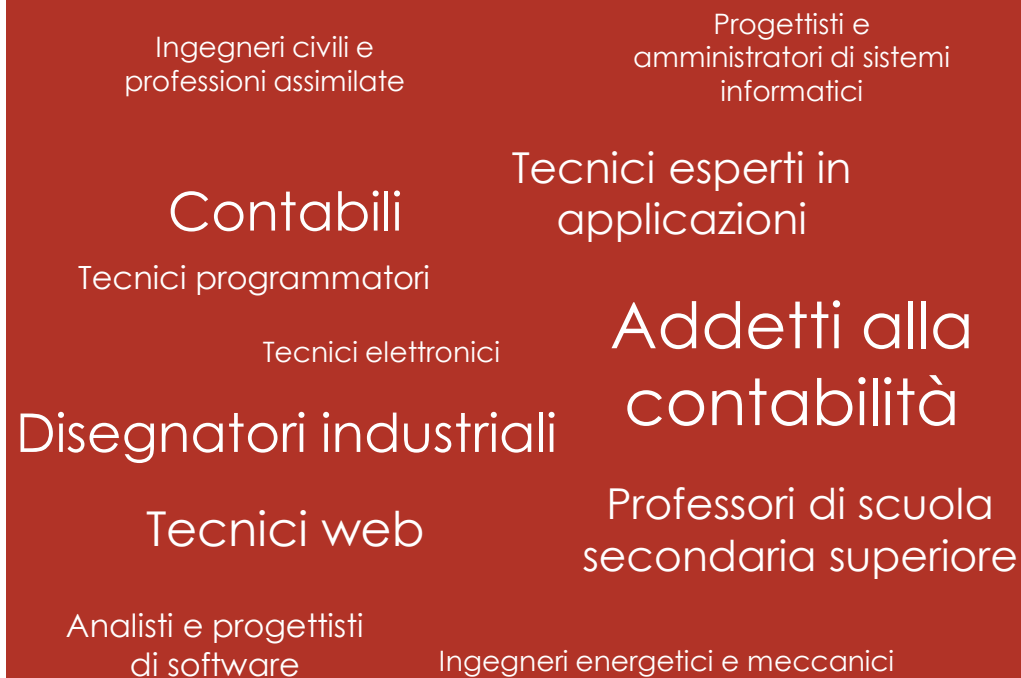 Ingegneri civili e
professioni assimilate
Progettisti e
amministratori di sistemi
informatici
Tecnici esperti in
applicazioni
Contabili
Tecnici programmatori
Addetti alla
contabilità
Tecnici elettronici
Disegnatori industriali
Professori di scuola
secondaria superiore
Tecnici web
Analisti e progettisti
di software
Ingegneri energetici e meccanici